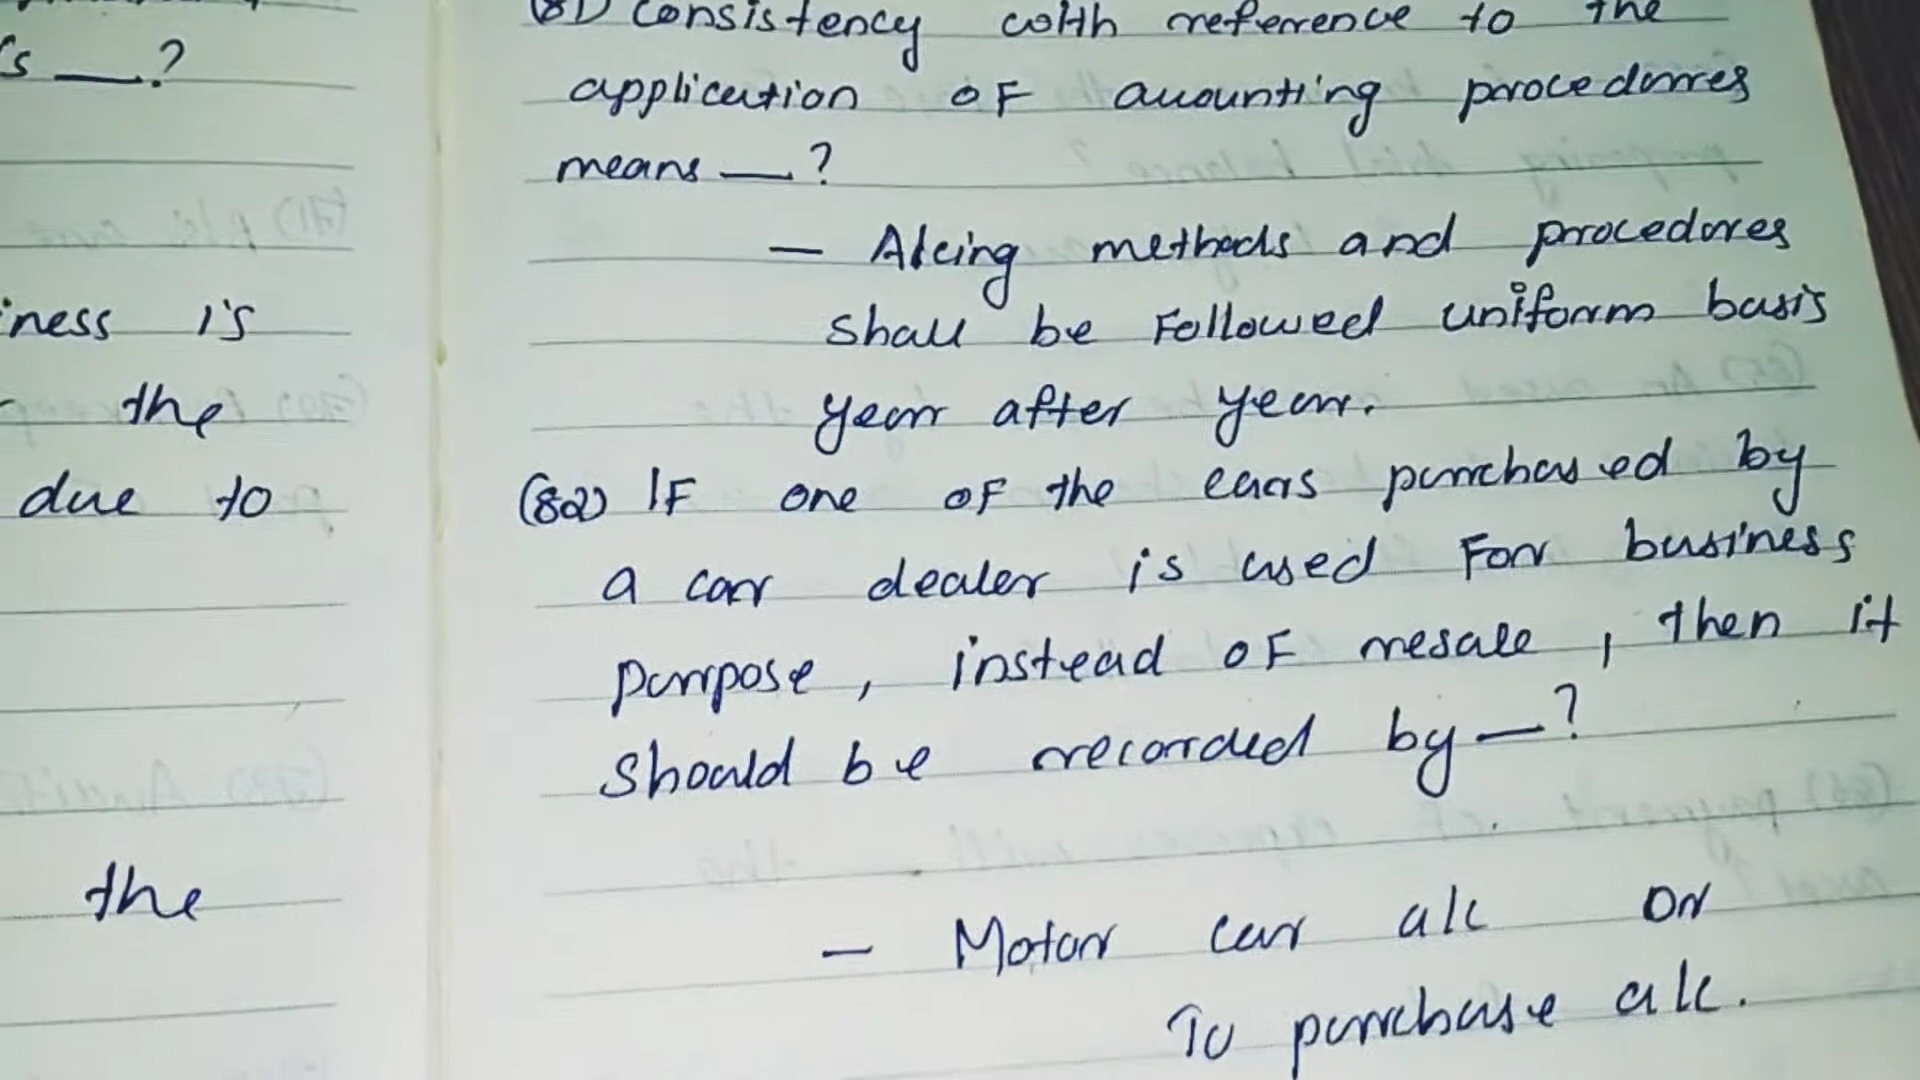 's —?
iness is
the
due to
the
(81) Consistency with reference to the
application of accounting procedures
means —?
— A/cing methods and procedures
shall be followed uniform basis
year after year.
(82) If one of the cars purchased by
a car dealer is used for business
purpose, instead of resale, then it
should be recorded by —?
— Motor car a/c Dr
To purchase a/c.